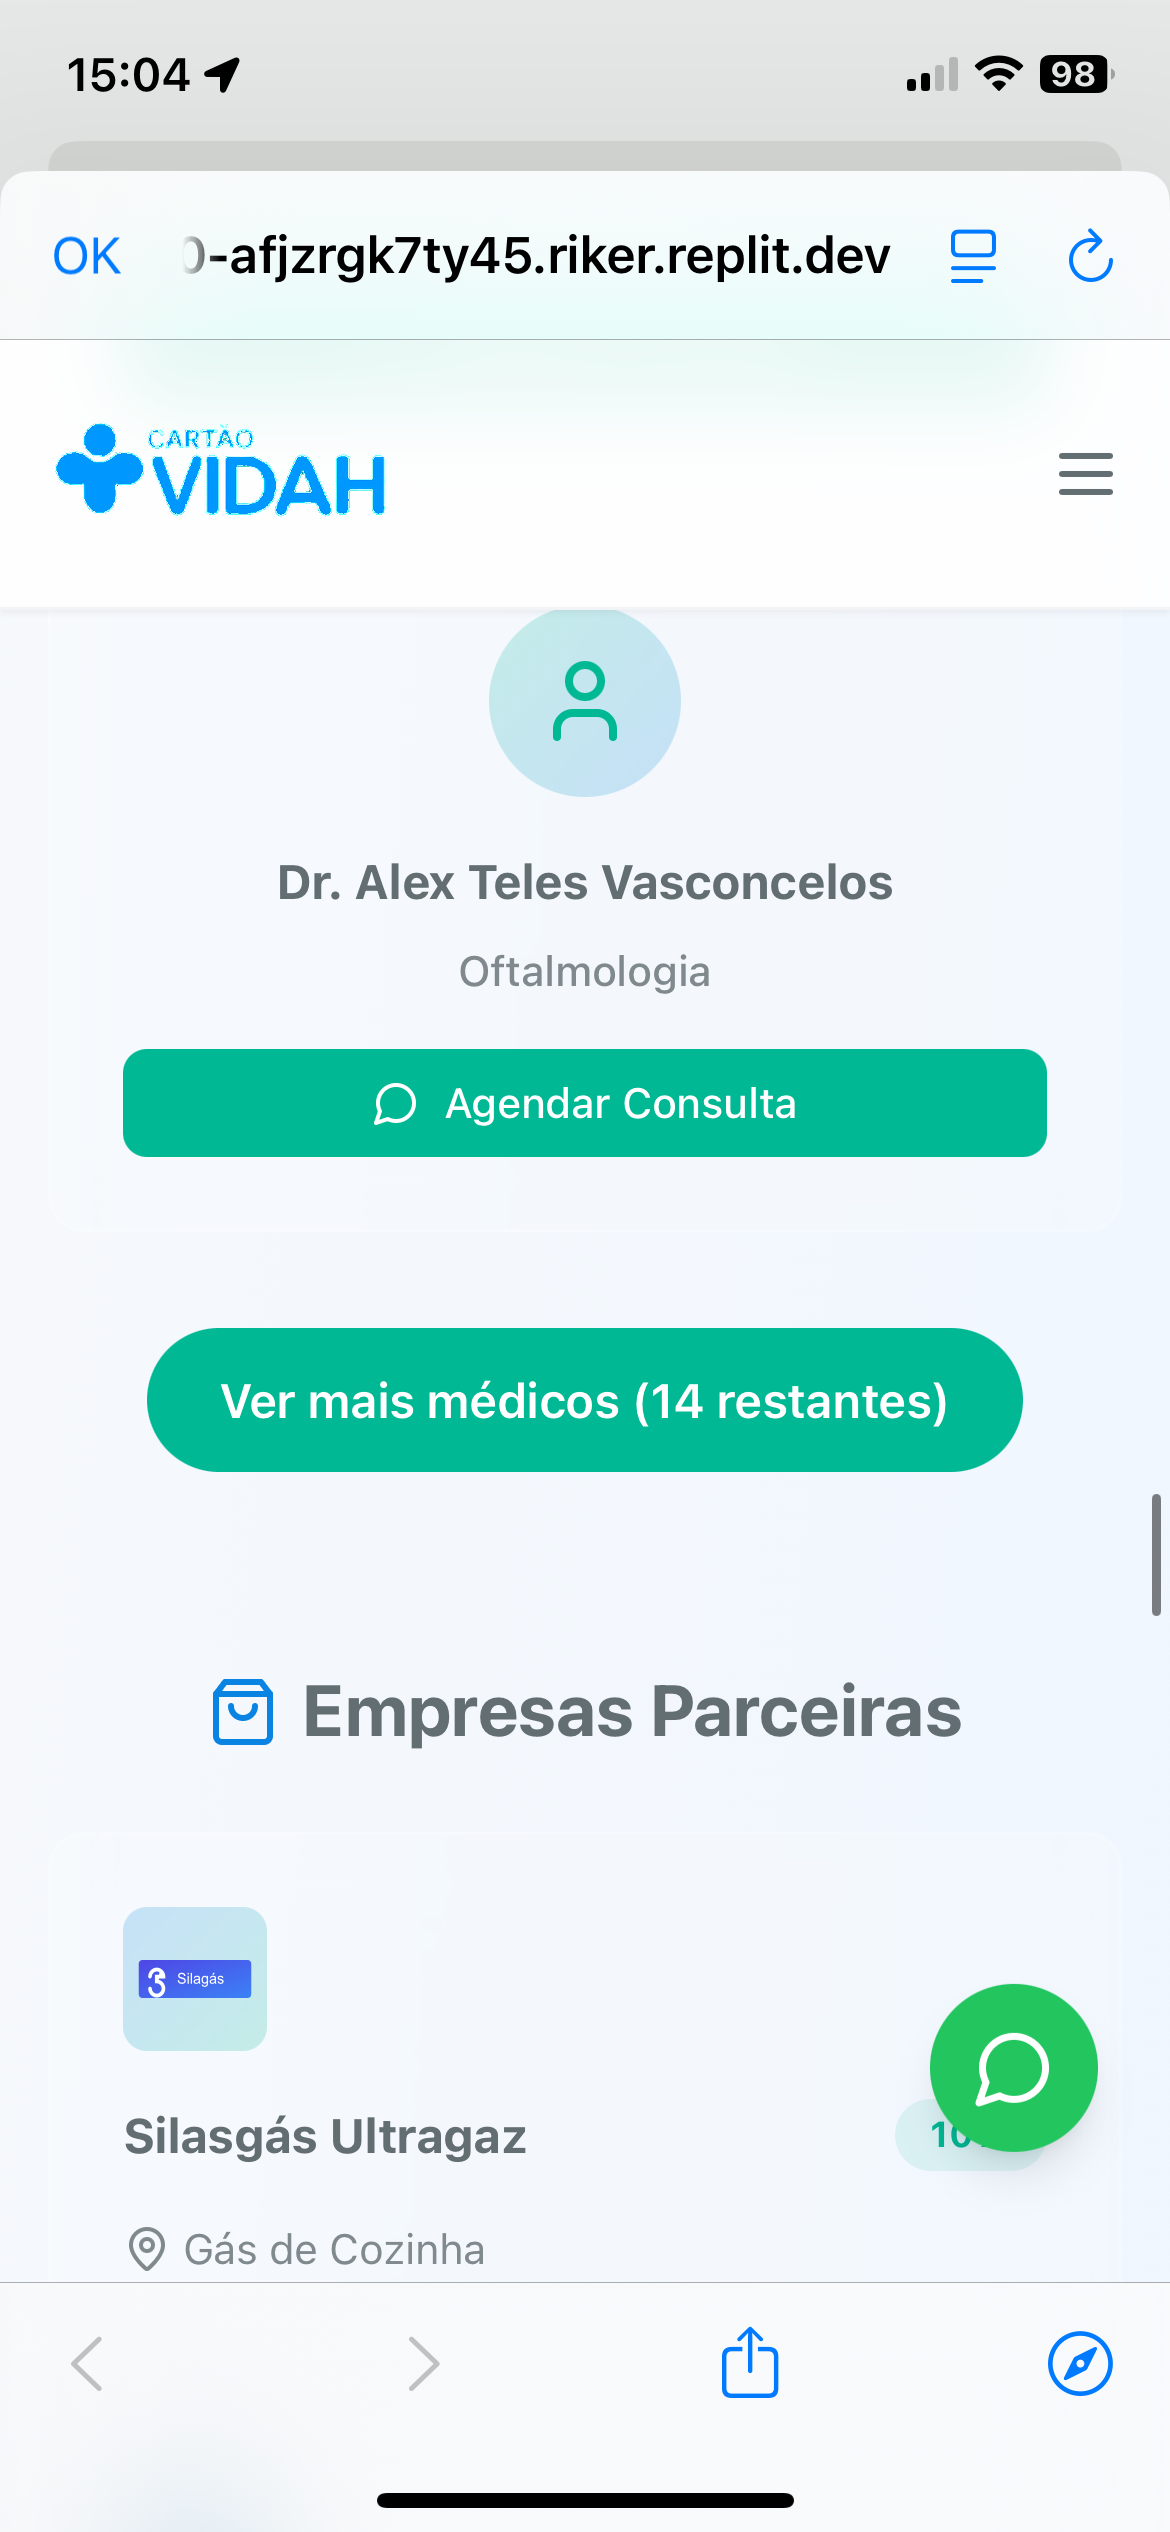 15:04
98
OK
-afjzrgk7ty45.riker.replit.dev
CARTÃO
VIDAH
Dr. Alex Teles Vasconcelos
Oftalmologia
Agendar Consulta
Ver mais médicos (14 restantes)
Empresas Parceiras
Silagás
Silasgás Ultragaz
10
Gás de Cozinha